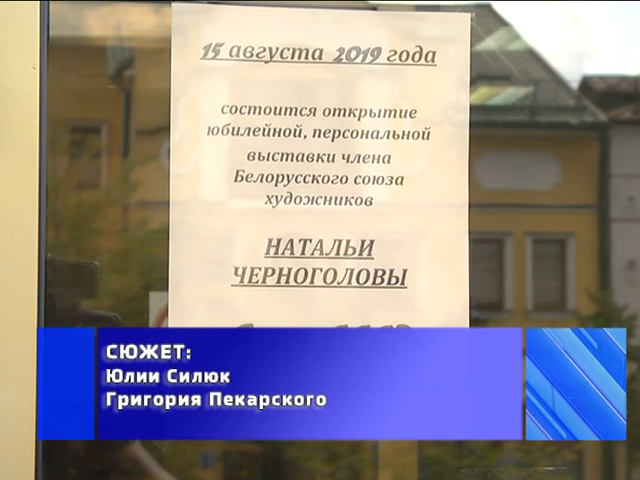 15 августа 2019 года
состоится открытие
юбилейной, персональной
выставки члена
Белорусского союза
художников
НАТАЛЬИ
ЧЕРНОГОЛОВЫ
СЮЖЕТ:
Юлии Силюк
Григория Пекарского